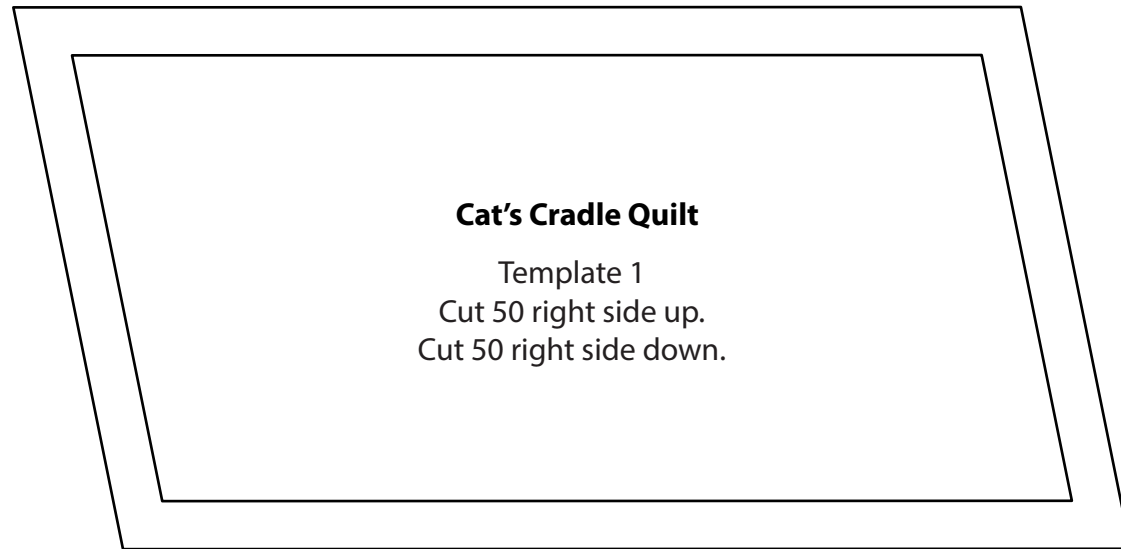 Cat’s Cradle Quilt
Template 1
Cut 50 right side up.
Cut 50 right side down.